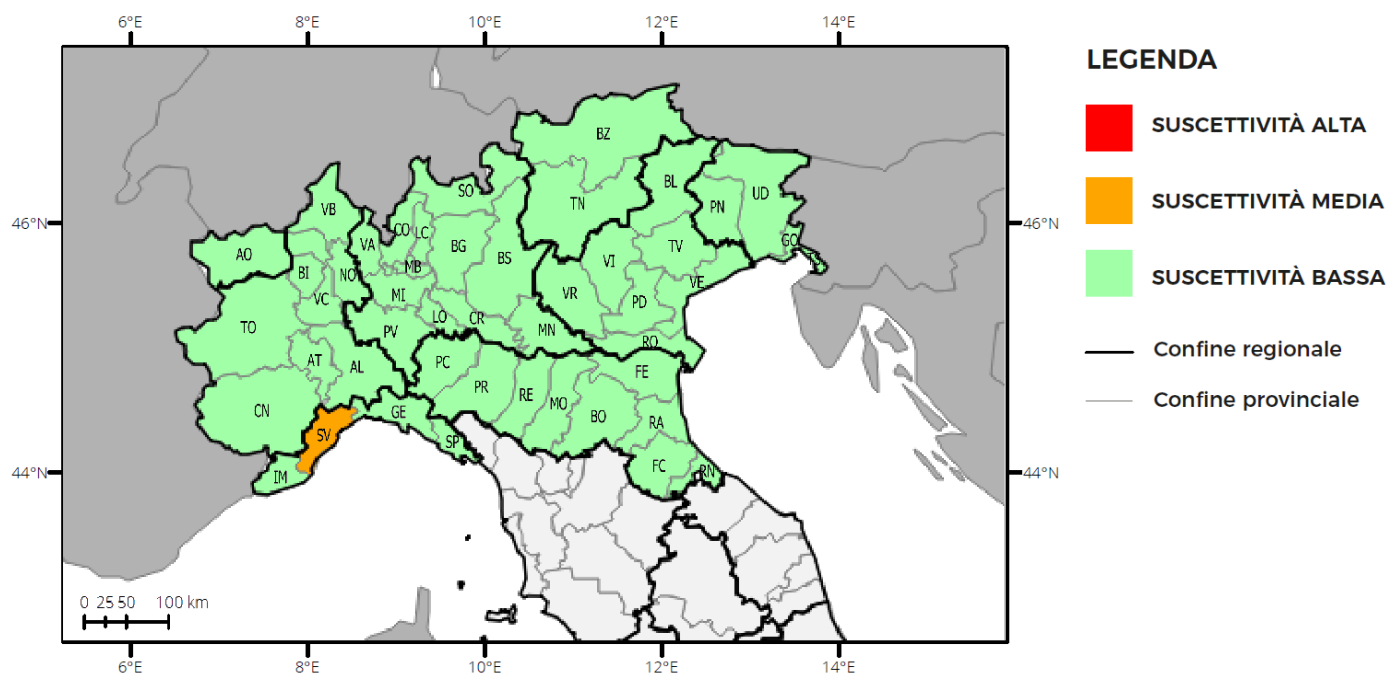 6°E 8°E 10°E 12°E 14°E
LEGENDA
SUSCETTIVITÀ ALTA
SUSCETTIVITÀ MEDIA
SUSCETTIVITÀ BASSA
Confine regionale
Confine provinciale
BZ
BL
SO
UD
TN
VB
PN
46°N
46°N
CO
LC
GO
VA
BG
TV
AO
BS
VI
MB
BI
NO
VE
VR
MI
VC
PD
LO
CR
TO
PV
MN
RO
AT
AL
PC
FE
PR
RE
MO
CN
GE
BO
RA
SV
SP
44°N
44°N
FC
RN
IM
0 25 50 100 km
6°E 8°E 10°E 12°E 14°E